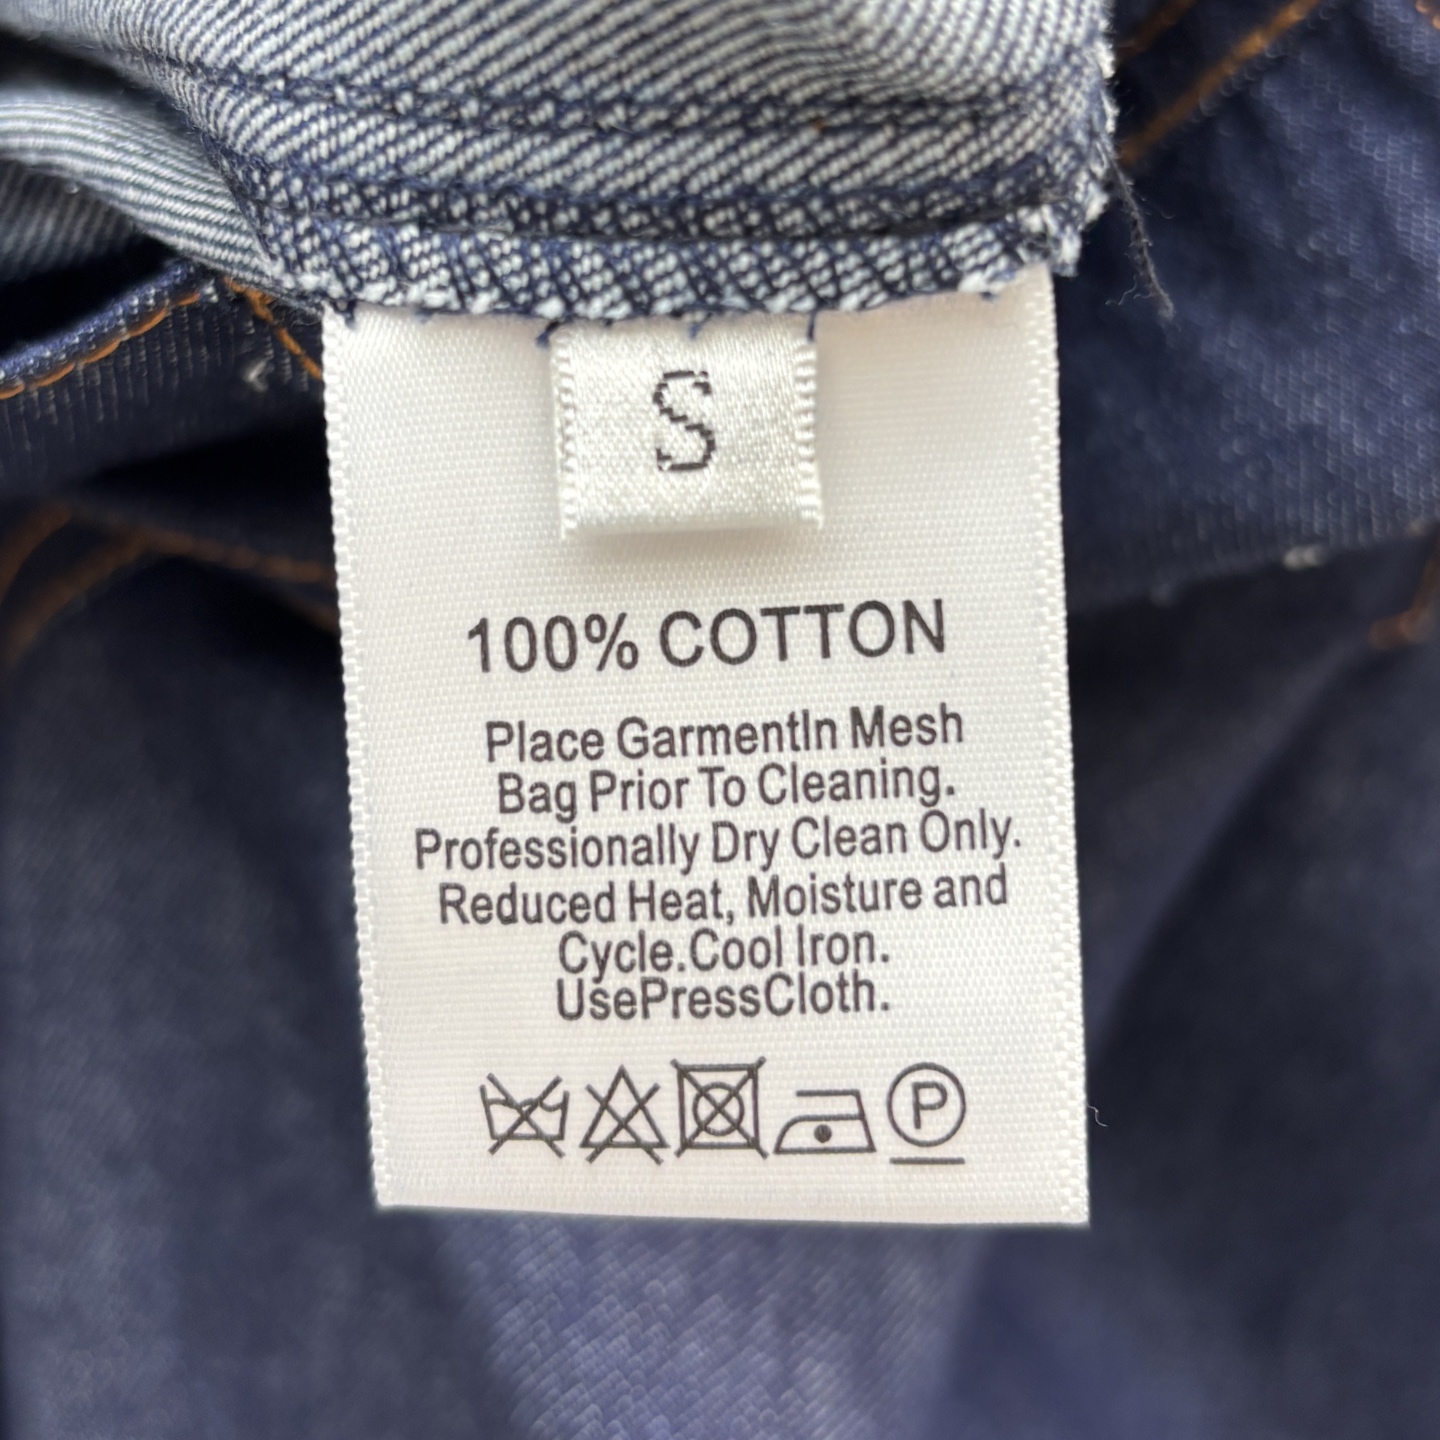 S
100% COTTON
Place GarmentIn Mesh
Bag Prior To Cleaning.
Professionally Dry Clean Only.
Reduced Heat, Moisture and
Cycle.Cool Iron.
UsePressCloth.
P